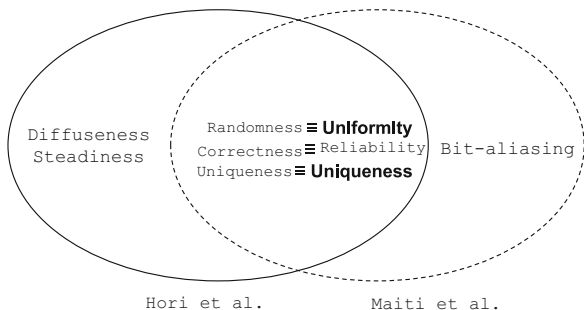 Diffuseness
Steadiness
Randomness ≡ Uniformity
Correctness ≡ Reliability
Uniqueness ≡ Uniqueness
Bit-aliasing
Hori et al.
Maiti et al.